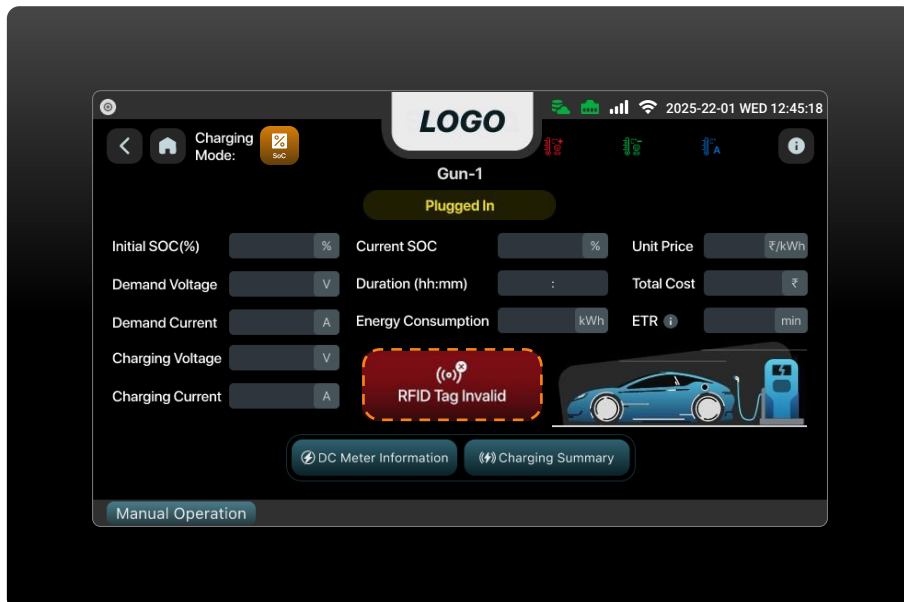 LOGO
2025-22-01 WED 12:45:18
Charging
Mode:
%
SoC
A
Gun-1
Plugged In
Initial SOC(%) %
Current SOC %
Unit Price ₹/kWh
Demand Voltage V
Duration (hh:mm) :
Total Cost ₹
Demand Current A
Energy Consumption kWh
ETR i min
Charging Voltage V
Charging Current A
RFID Tag Invalid
DC Meter Information
Charging Summary
Manual Operation